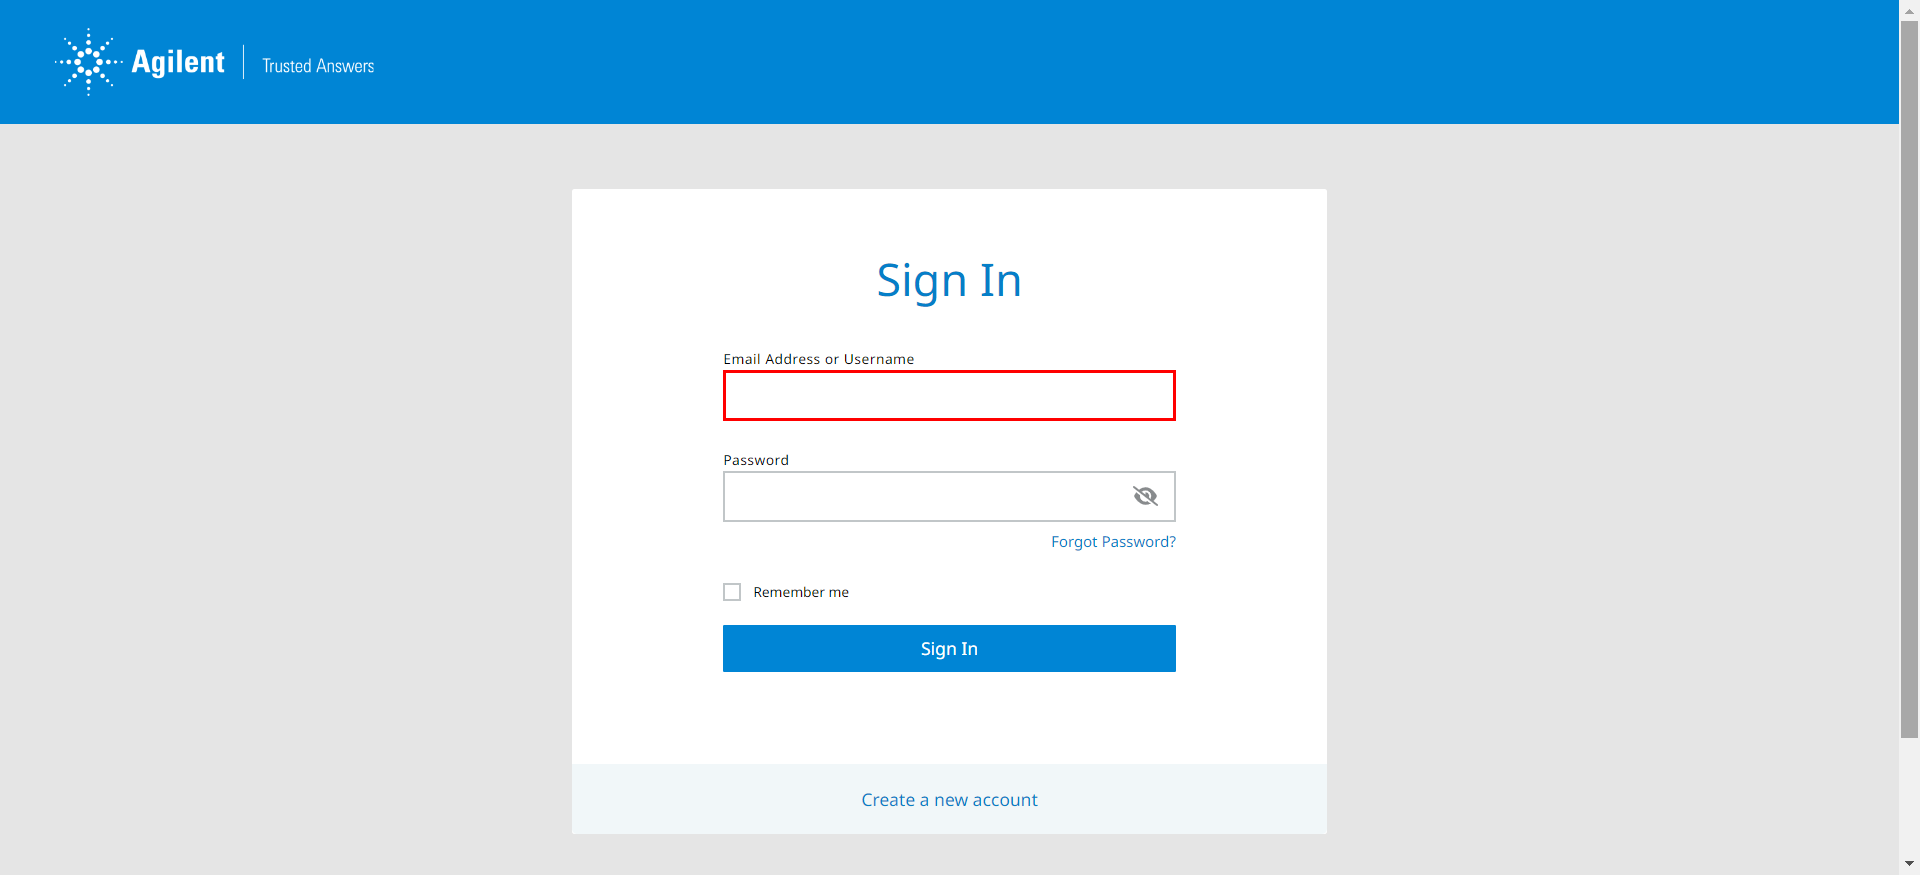 Agilent
Trusted Answers
Sign In
Email Address or Username
Password
Forgot Password?
Remember me
Sign In
Create a new account